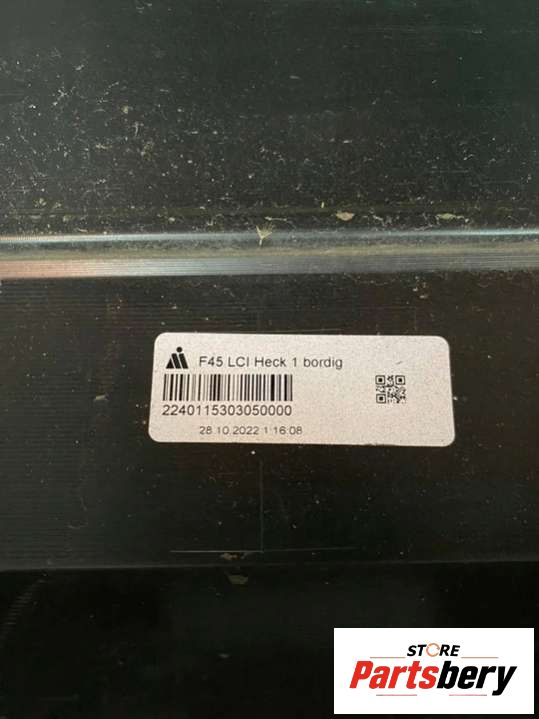 F45 LCI Heck 1 bordig
2240115303050000
28.10.2022 1 16:08
STORE
Partsbery